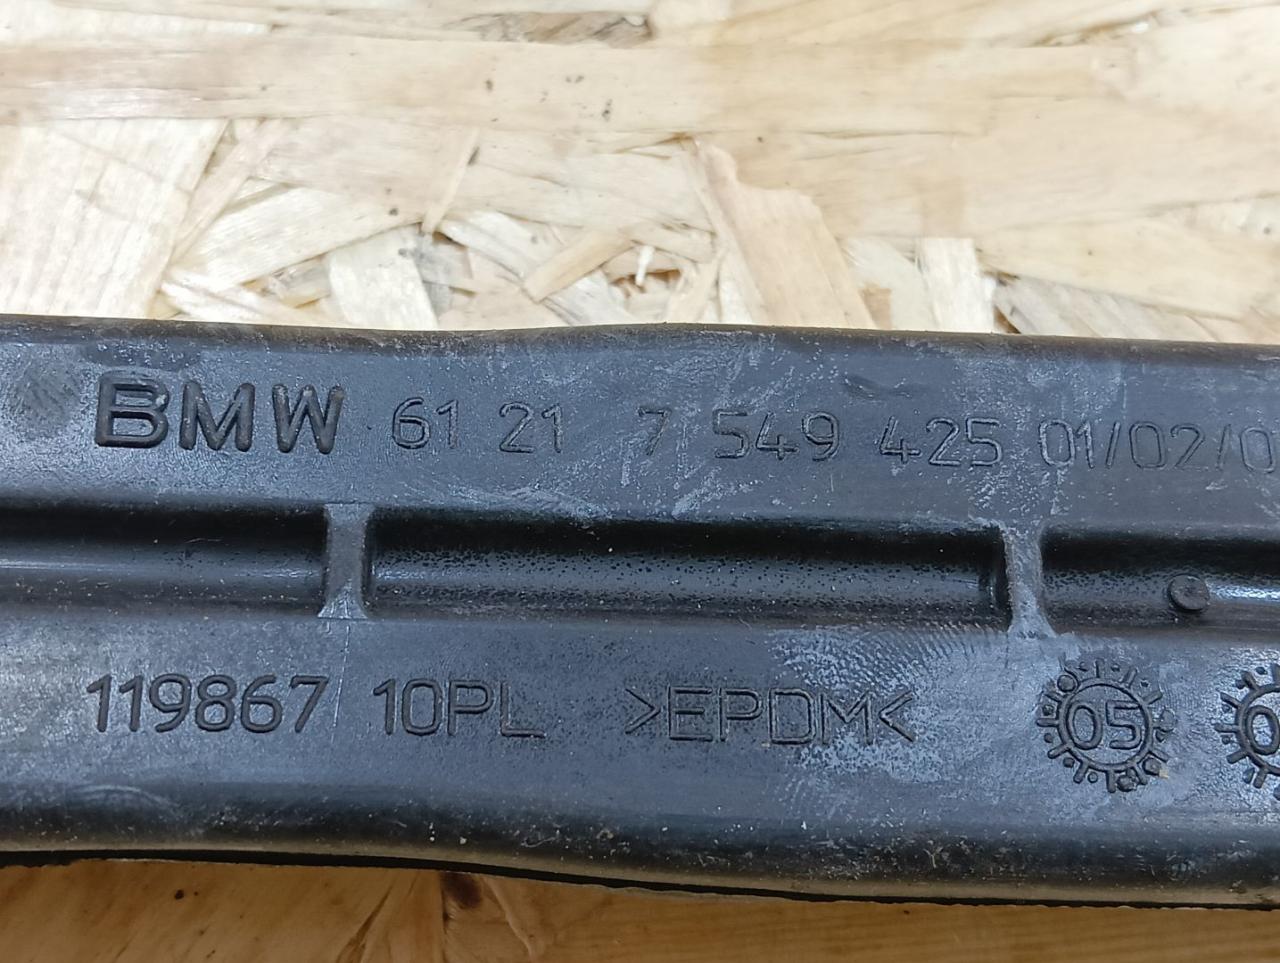 BMW 61 21 7 549 425 01/02/0
119867 10PL >EPDM< 05